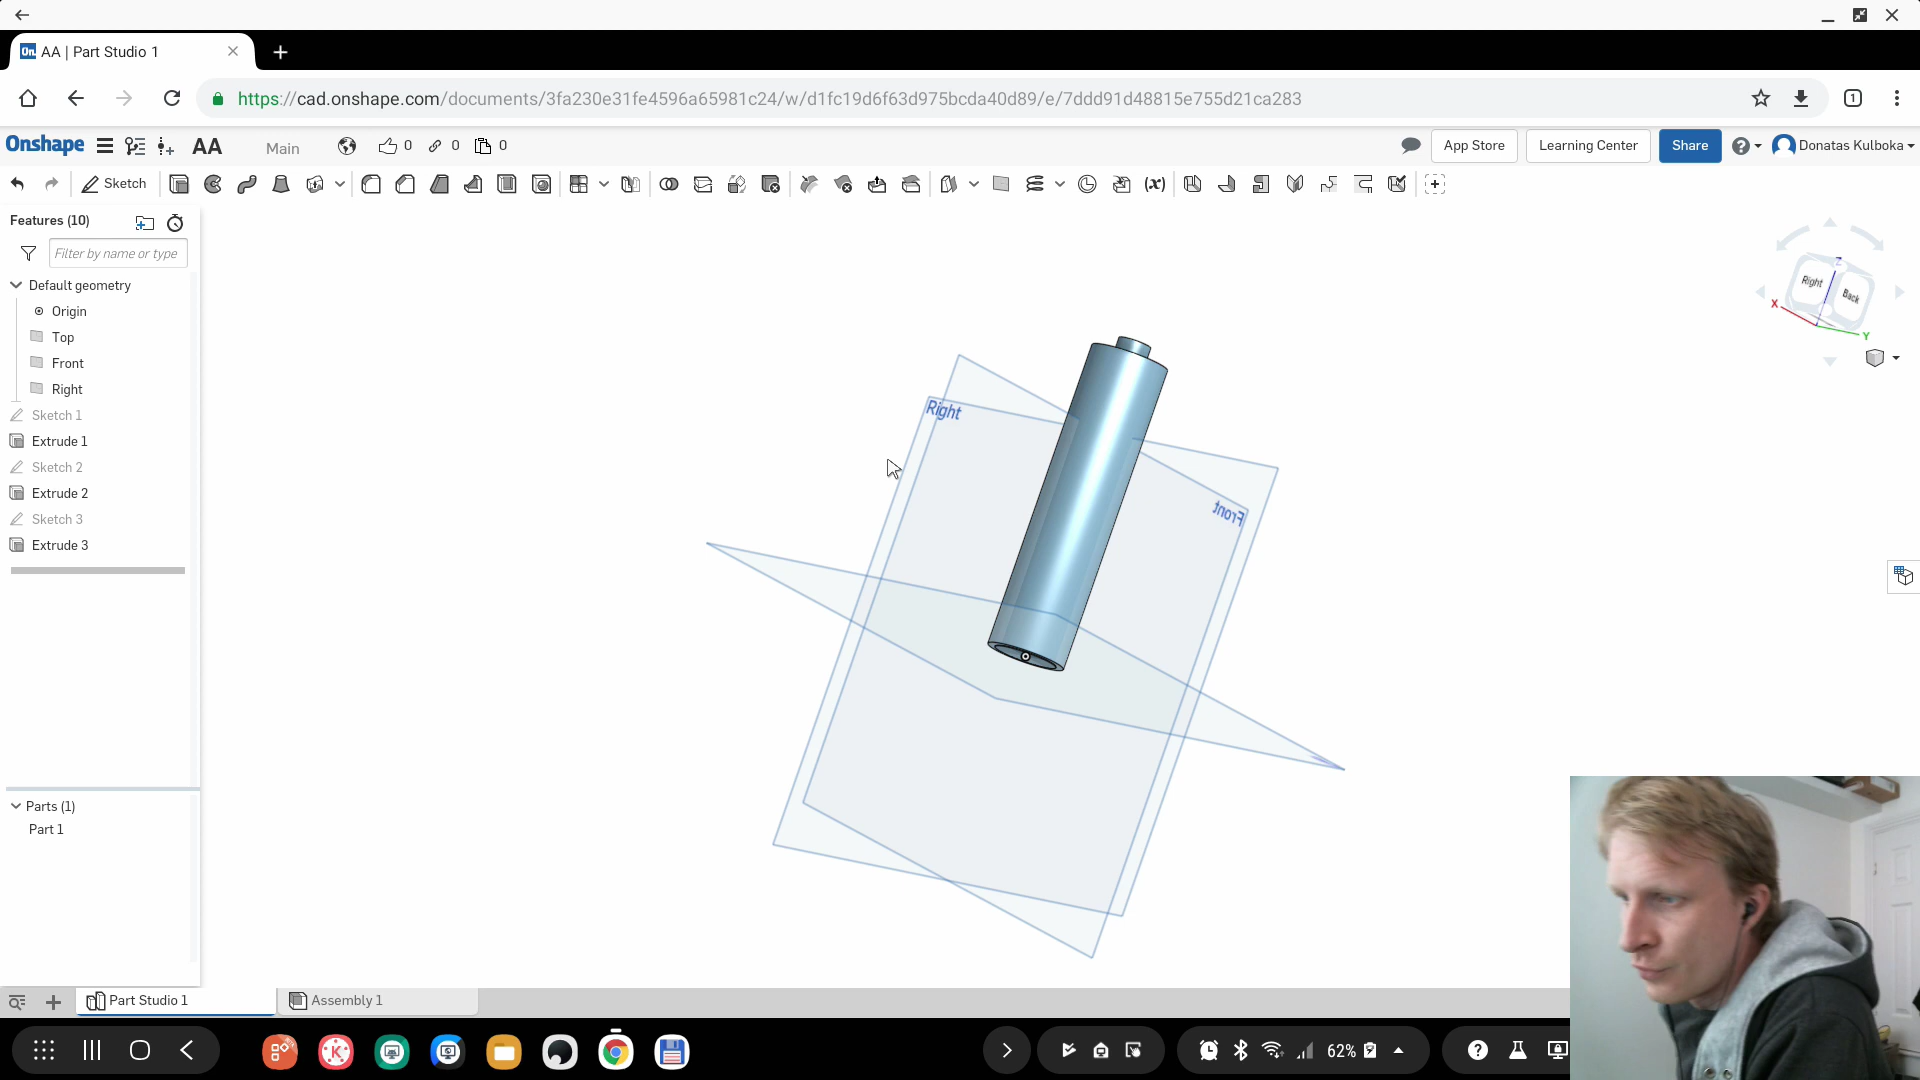 On AA | Part Studio 1
https://cad.onshape.com/documents/3fa230e31fe4596a65981c24/w/d1fc19d6f63d975bcda40d89/e/7ddd91d48815e755d21ca283
1
Onshape AA Main 0 0 0 App Store Learning Center Share Donatas Kulboka
Sketch (x)
Features (10)
Filter by name or type
Default geometry
Origin
Top
Front
Right
Sketch 1
Extrude 1
Sketch 2
Extrude 2
Sketch 3
Extrude 3
Parts (1)
Part 1
Right
Front
Z
Right Back
X
Y
Part Studio 1 Assembly 1
62%